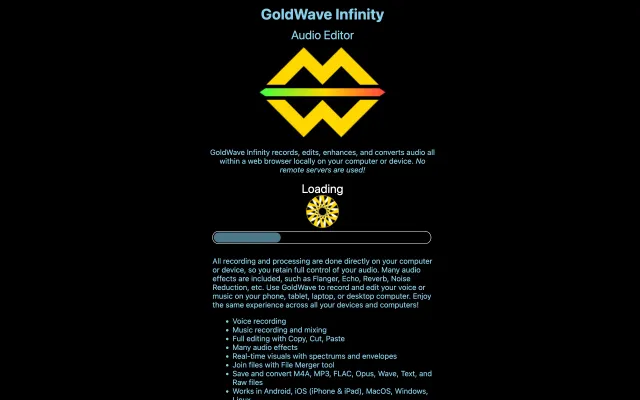 GoldWave Infinity
Audio Editor
GoldWave Infinity records, edits, enhances, and converts audio all
within a web browser locally on your computer or device. No
remote servers are used!
Loading
All recording and processing are done directly on your computer
or device, so you retain full control of your audio. Many audio
effects are included, such as Flanger, Echo, Reverb, Noise
Reduction, etc. Use GoldWave to record and edit your voice or
music on your phone, tablet, laptop, or desktop computer. Enjoy
the same experience across all your devices and computers!
• Voice recording
• Music recording and mixing
• Full editing with Copy, Cut, Paste
• Many audio effects
• Real-time visuals with spectrums and envelopes
• Join files with File Merger tool
• Save and convert M4A, MP3, FLAC, Opus, Wave, Text, and
Raw files
• Works in Android, iOS (iPhone & iPad), MacOS, Windows,
Linux